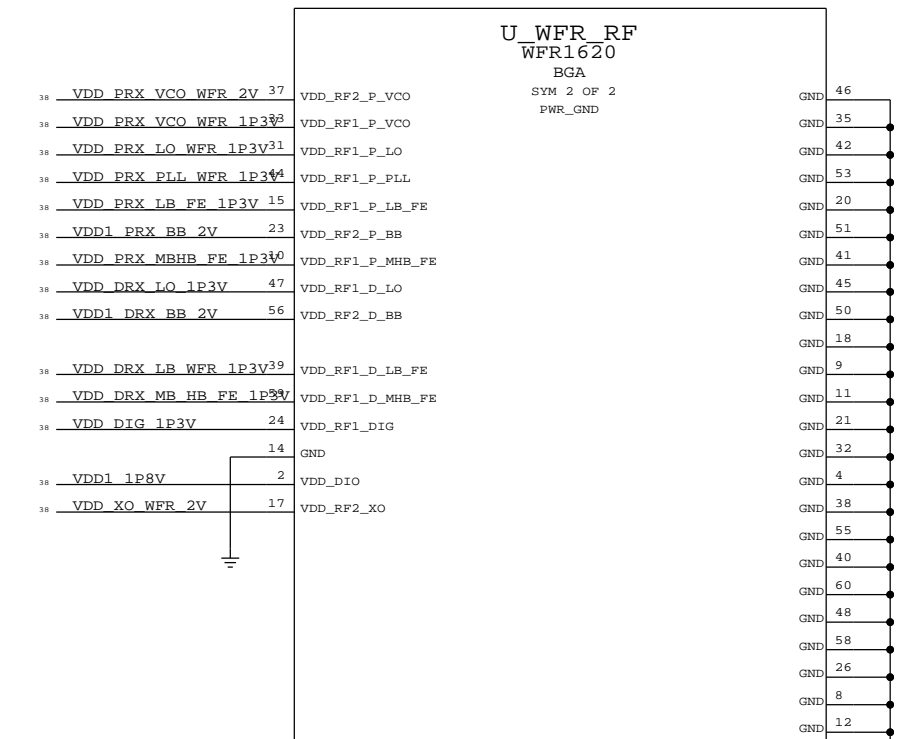 U_WFR_RF
WFR1620
BGA
SYM 2 OF 2
PWR_GND
38 VDD_PRX_VCO_WFR_2V 37 VDD_RF2_P_VCO GND 46
38 VDD_PRX_VCO_WFR_1P3V 33 VDD_RF1_P_VCO GND 35
38 VDD_PRX_LO_WFR_1P3V 31 VDD_RF1_P_LO GND 42
38 VDD_PRX_PLL_WFR_1P3V 44 VDD_RF1_P_PLL GND 53
38 VDD_PRX_LB_FE_1P3V 15 VDD_RF1_P_LB_FE GND 20
38 VDD1_PRX_BB_2V 23 VDD_RF2_P_BB GND 51
38 VDD_PRX_MBHB_FE_1P3V 10 VDD_RF1_P_MHB_FE GND 41
38 VDD_DRX_LO_1P3V 47 VDD_RF1_D_LO GND 45
38 VDD1_DRX_BB_2V 56 VDD_RF2_D_BB GND 50
GND 18
38 VDD_DRX_LB_WFR_1P3V 39 VDD_RF1_D_LB_FE GND 9
38 VDD_DRX_MB_HB_FE_1P3V VDD_RF1_D_MHB_FE GND 11
38 VDD_DIG_1P3V 24 VDD_RF1_DIG GND 21
14 GND GND 32
38 VDD1_1P8V 2 VDD_DIO GND 4
38 VDD_XO_WFR_2V 17 VDD_RF2_XO GND 38
GND 55
GND 40
GND 60
GND 48
GND 58
GND 26
GND 8
GND 12